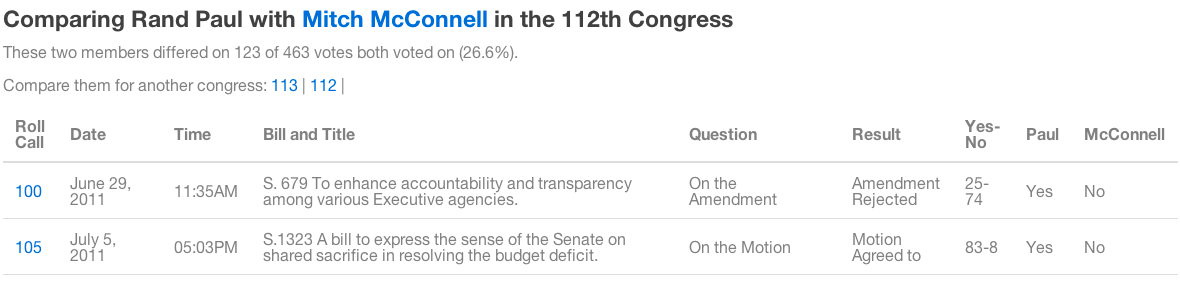 Comparing Rand Paul with Mitch McConnell in the 112th Congress
These two members differed on 123 of 463 votes both voted on (26.6%).
Compare them for another congress: 113 | 112 |
Roll Call Date Time Bill and Title Question Result Yes-No Paul McConnell
100 June 29, 2011 11:35AM S. 679 To enhance accountability and transparency among various Executive agencies. On the Amendment Amendment Rejected 25-74 Yes No
105 July 5, 2011 05:03PM S.1323 A bill to express the sense of the Senate on shared sacrifice in resolving the budget deficit. On the Motion Motion Agreed to 83-8 Yes No